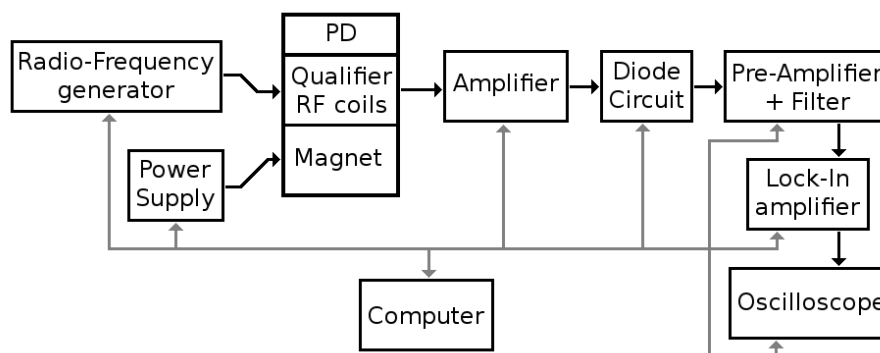 PD
Radio-Frequency
generator
Qualifier
RF coils
Magnet
Amplifier
Diode
Circuit
Pre-Amplifier
+ Filter
Power
Supply
Lock-In
amplifier
Computer
Oscilloscope